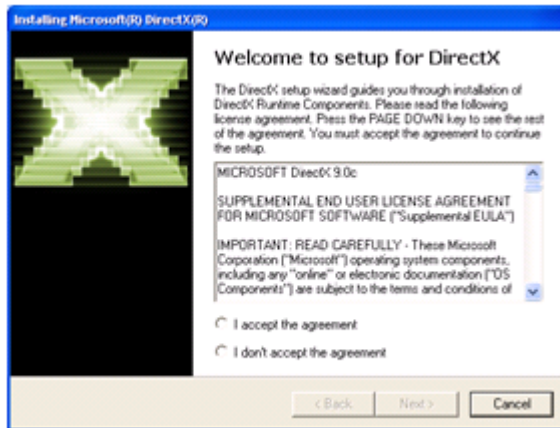 Installing Microsoft(R) DirectX(R)
Welcome to setup for DirectX
The DirectX setup wizard guides you through installation of
DirectX Runtime Components. Please read the following
license agreement. Press the PAGE DOWN key to see the rest
of the agreement. You must accept the agreement to continue
the setup.
MICROSOFT DirectX 9.0c
SUPPLEMENTAL END USER LICENSE AGREEMENT
FOR MICROSOFT SOFTWARE ("Supplemental EULA")
IMPORTANT: READ CAREFULLY - These Microsoft
Corporation ("Microsoft") operating system components,
including any "online" or electronic documentation ("OS
Components") are subject to the terms and conditions of
I accept the agreement
I don't accept the agreement
< Back
Next >
Cancel